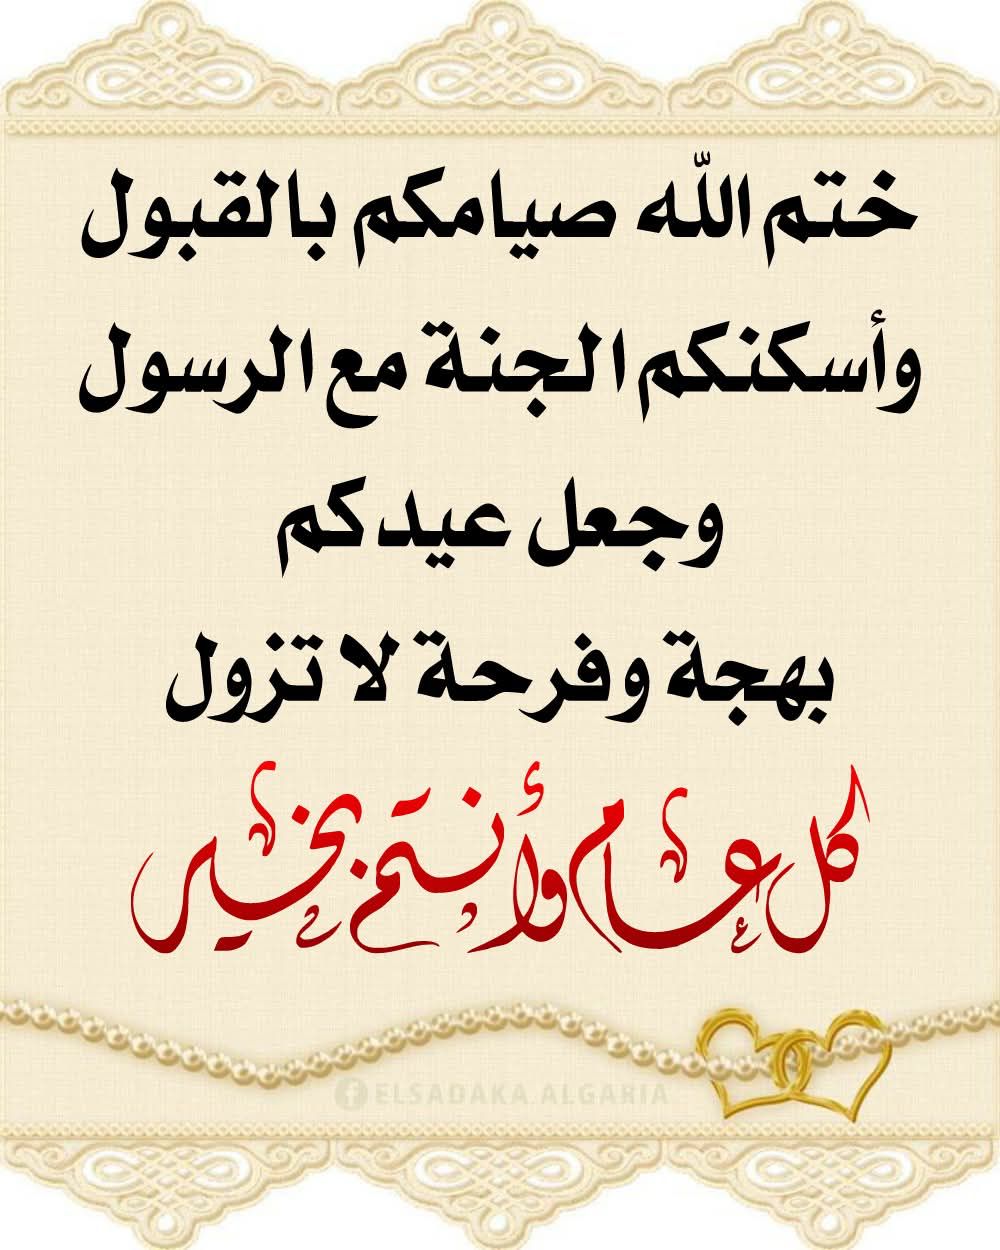 ختم الله صيامكم بالقبول
وأسكنكم الجنة مع الرسول
وجعل عيدكم
بهجة وفرحة لا تزول
كل عام وأنتم بخير
ELSADAKA.ALGARIA